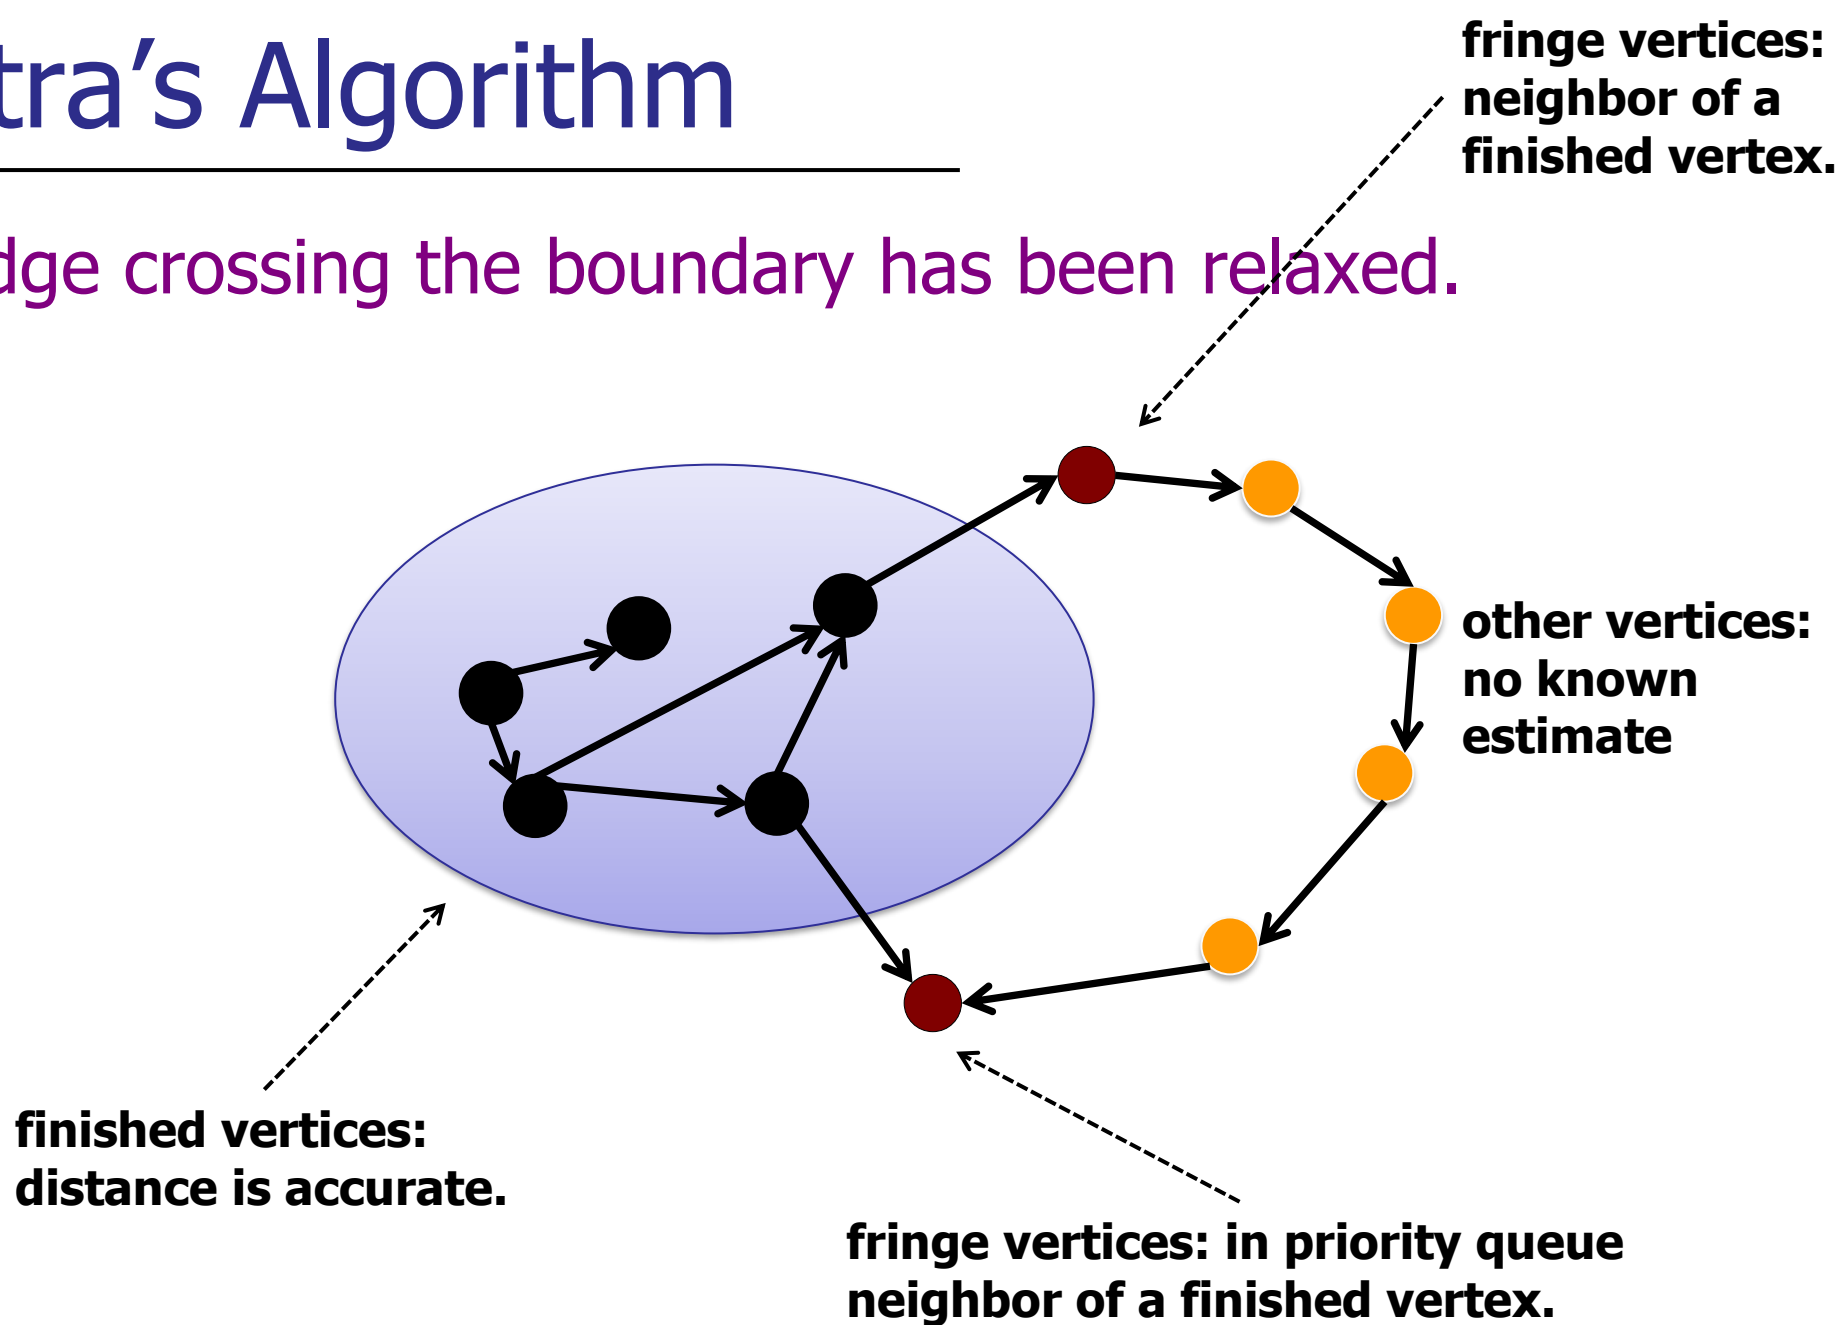 tra’s Algorithm
fringe vertices:
neighbor of a
finished vertex.
dge crossing the boundary has been relaxed.
other vertices:
no known
estimate
finished vertices:
distance is accurate.
fringe vertices: in priority queue
neighbor of a finished vertex.